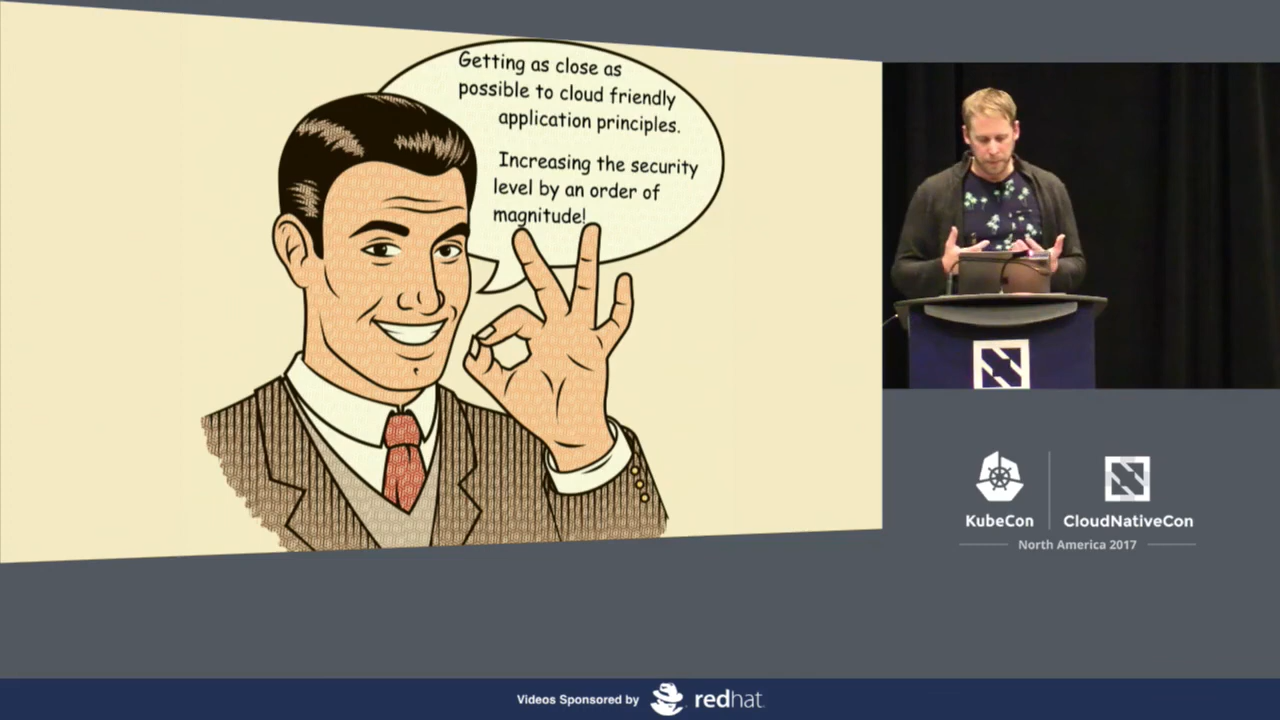 Getting as close as
possible to cloud friendly
application principles.
Increasing the security
level by an order of
magnitude!
KubeCon
CloudNativeCon
North America 2017
Videos Sponsored by
redhat.